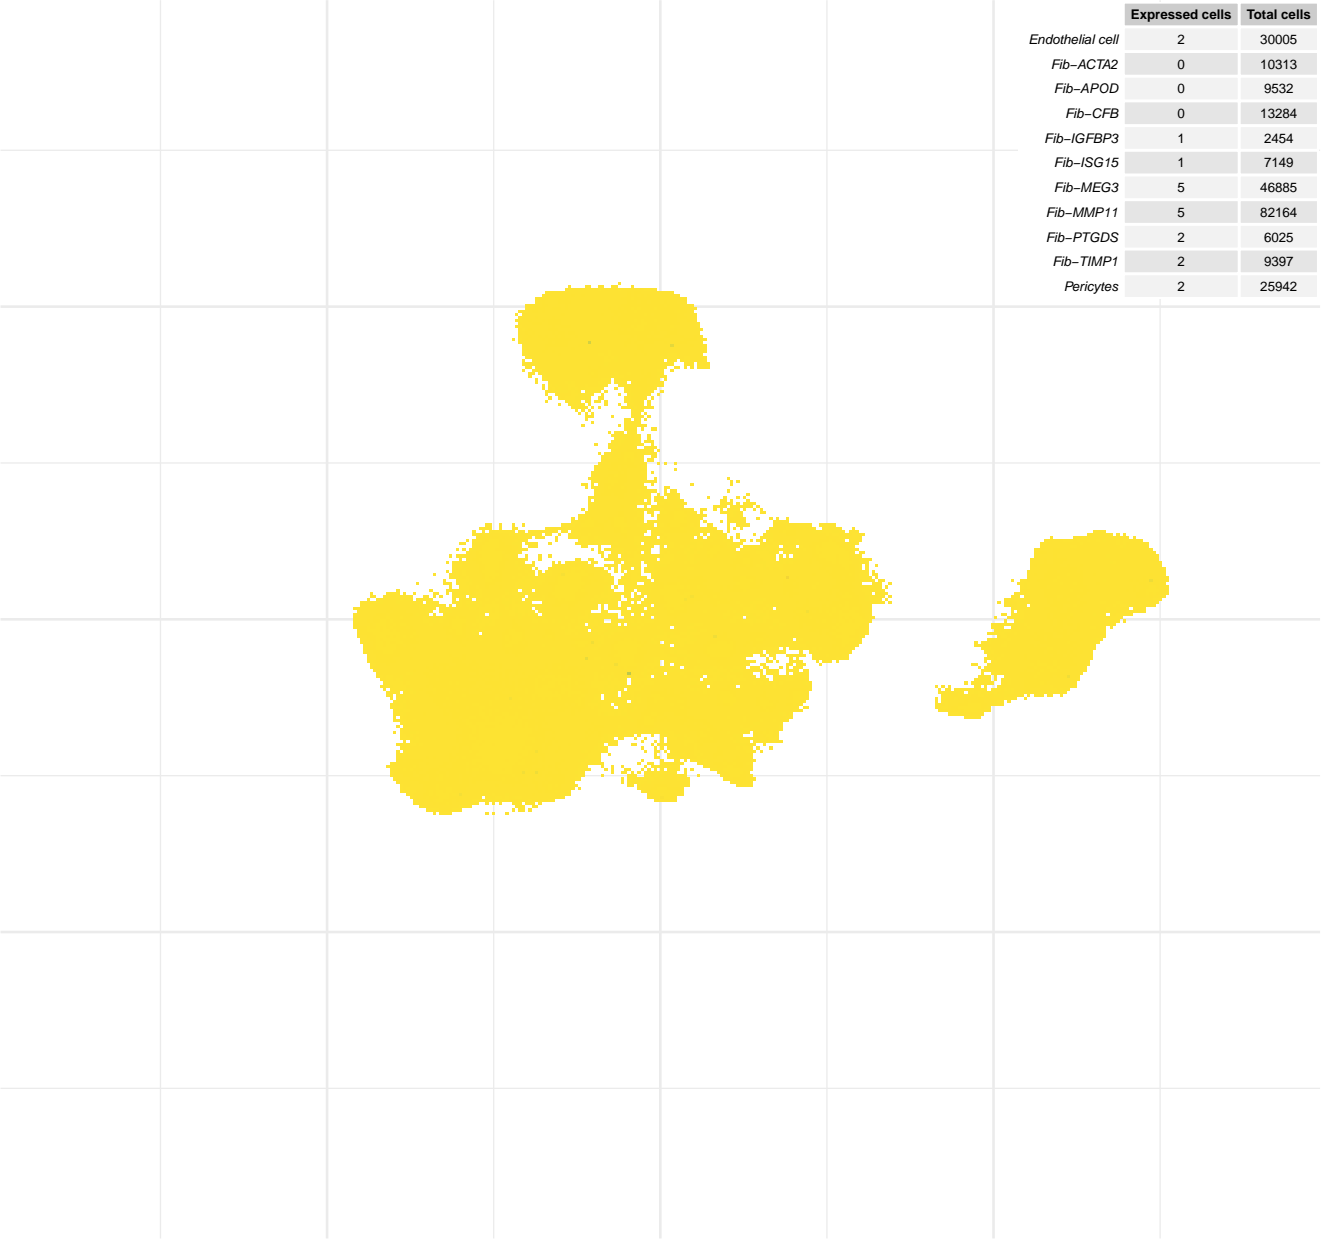 Expressed cells Total cells
Endothelial cell 2 30005
Fib−ACTA2 0 10313
Fib−APOD 0 9532
Fib−CFB 0 13284
Fib−IGFBP3 1 2454
Fib−ISG15 1 7149
Fib−MEG3 5 46885
Fib−MMP11 5 82164
Fib−PTGDS 2 6025
Fib−TIMP1 2 9397
Pericytes 2 25942